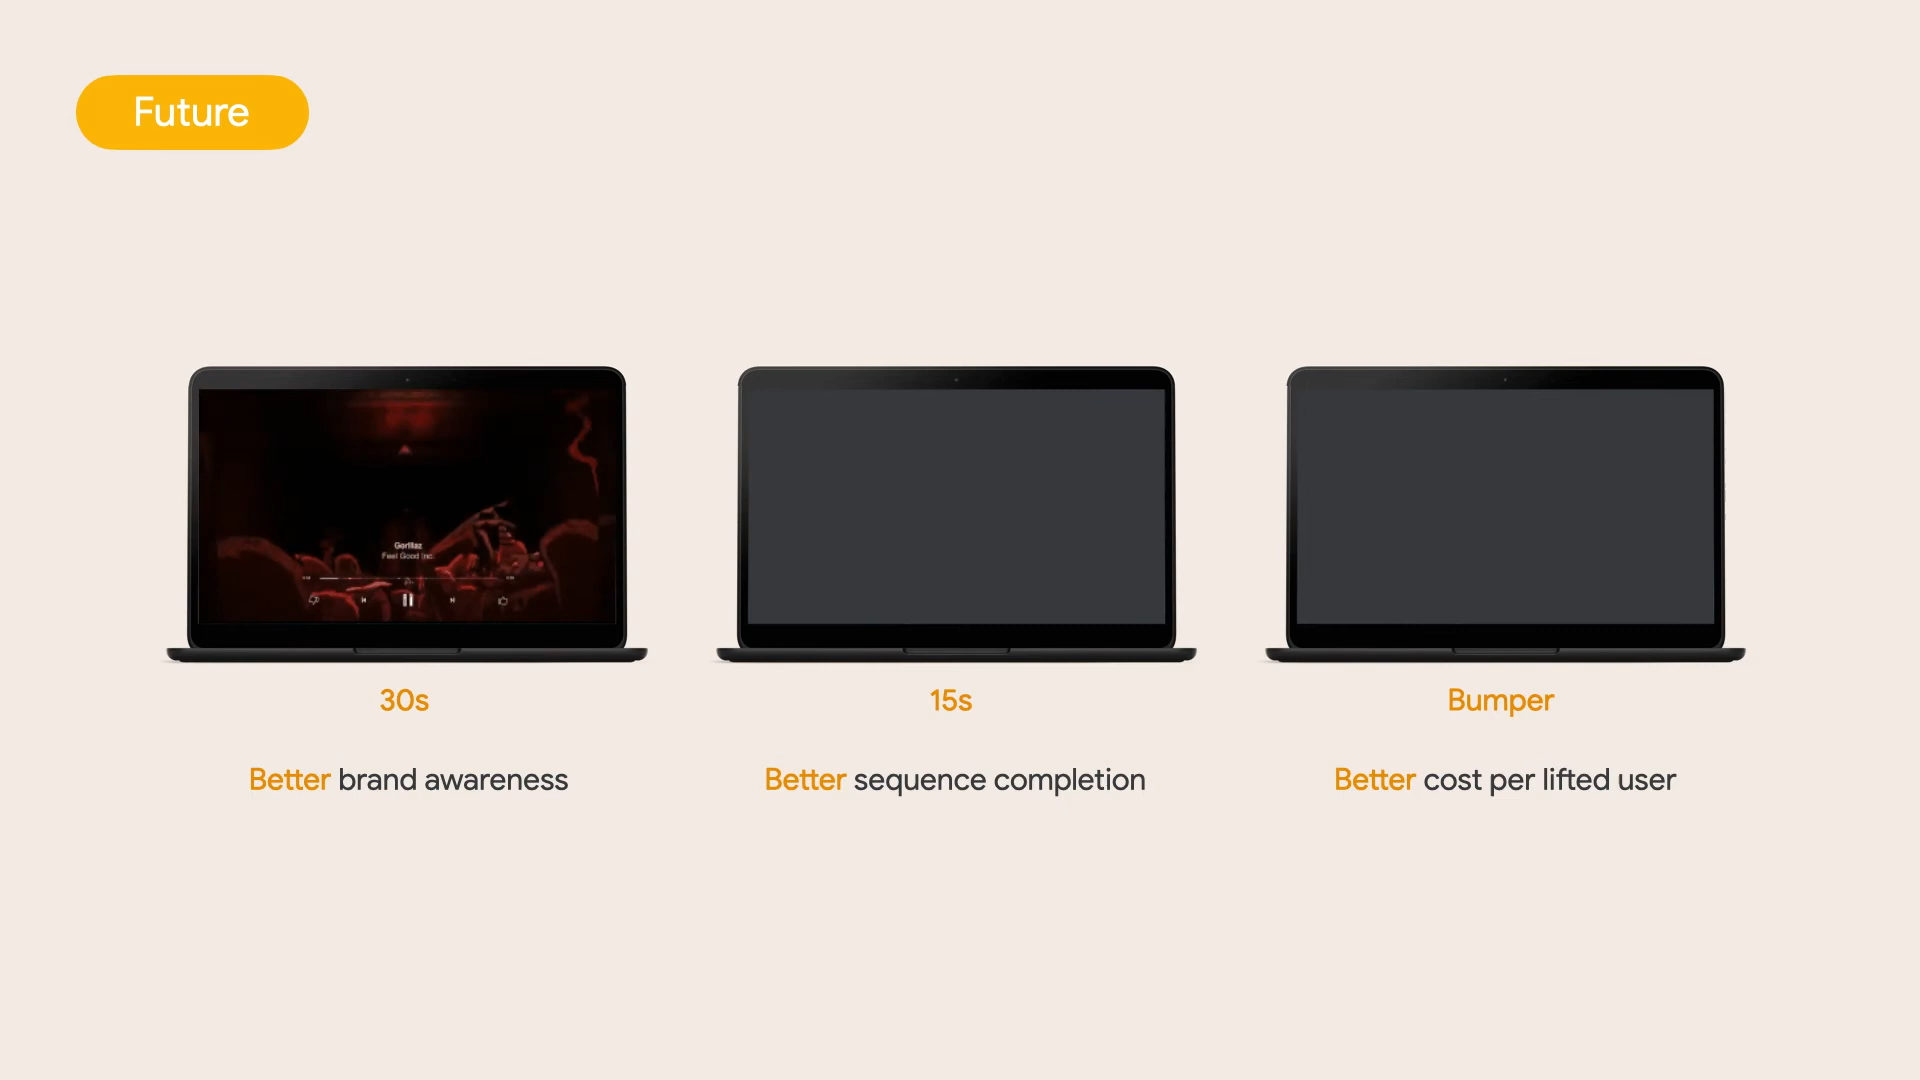 Future
Gorillaz
Feel Good Inc.
30s
15s
Bumper
Better brand awareness
Better sequence completion
Better cost per lifted user